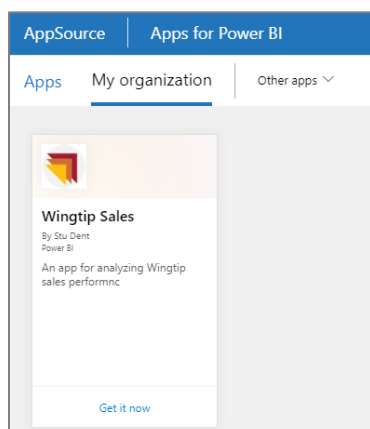 AppSource Apps for Power BI
Apps My organization Other apps
Wingtip Sales
By Stu Dent
Power BI
An app for analyzing Wingtip
sales performnc
Get it now